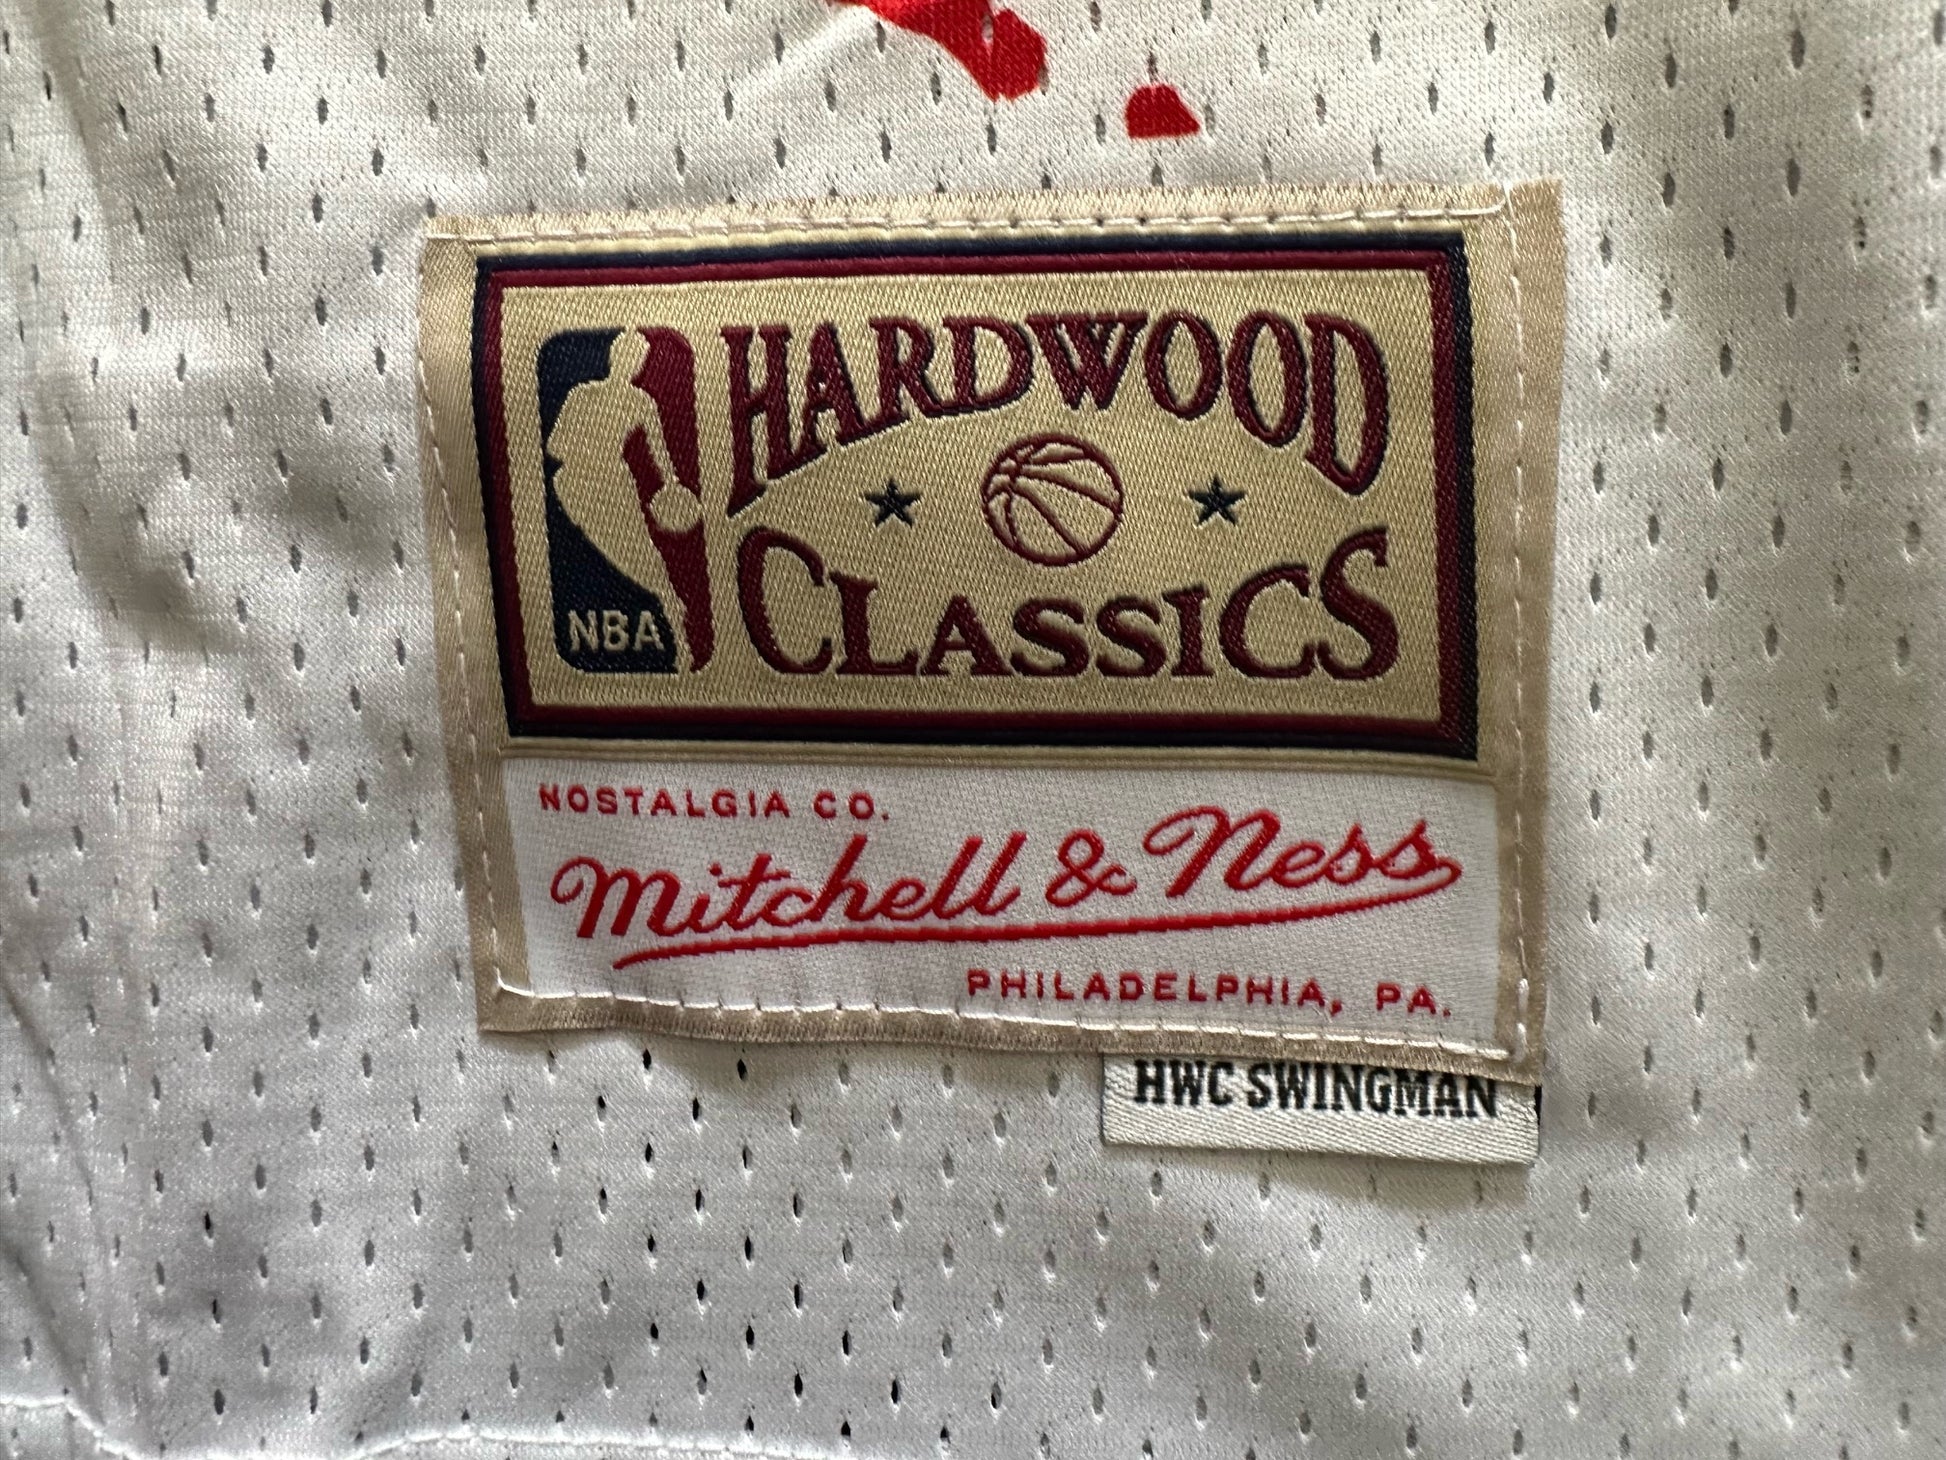 HARDWOOD
CLASSICS
NBA
NOSTALGIA CO.
Mitchell & Ness
PHILADELPHIA, PA.
HWC SWINGMAN